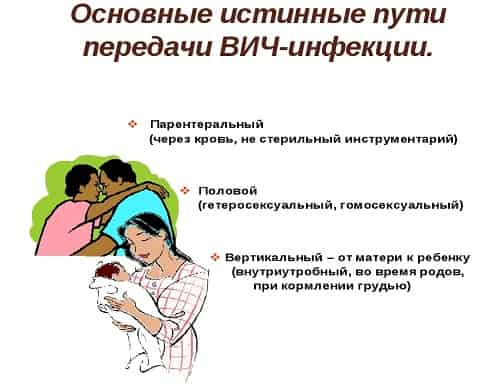 Основные истинные пути
передачи ВИЧ-инфекции.
Парентеральный
(через кровь, не стерильный инструментарий)
Половой
(гетеросексуальный, гомосексуальный)
Вертикальный – от матери к ребенку
(внутриутробный, во время родов,
при кормлении грудью)